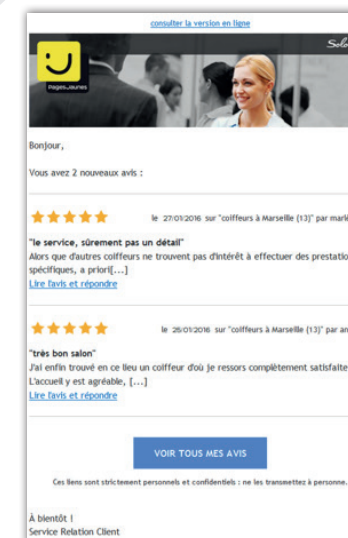 consulter la version en ligne
Solo
PagesJaunes
Bonjour,
Vous avez 2 nouveaux avis :
le 27/01/2016 sur "coiffeurs à Marseille (13)" par
"le service, sûrement pas un détail"
Alors que d'autres coiffeurs ne trouvent pas d'intérêt à effectuer des
spécifiques, a priori[...]
Lire l'avis et répondre
le 25/01/2016 sur "coiffeurs à Marseille (13)" par
"très bon salon"
J'ai enfin trouvé en ce lieu un coiffeur d'où je ressors complètement satisfaite
L'accueil y est agréable, [...]
Lire l'avis et répondre
VOIR TOUS MES AVIS
Ces liens sont strictement personnels et confidentiels : ne les transmettez à personne.
À bientôt !
Service Relation Client